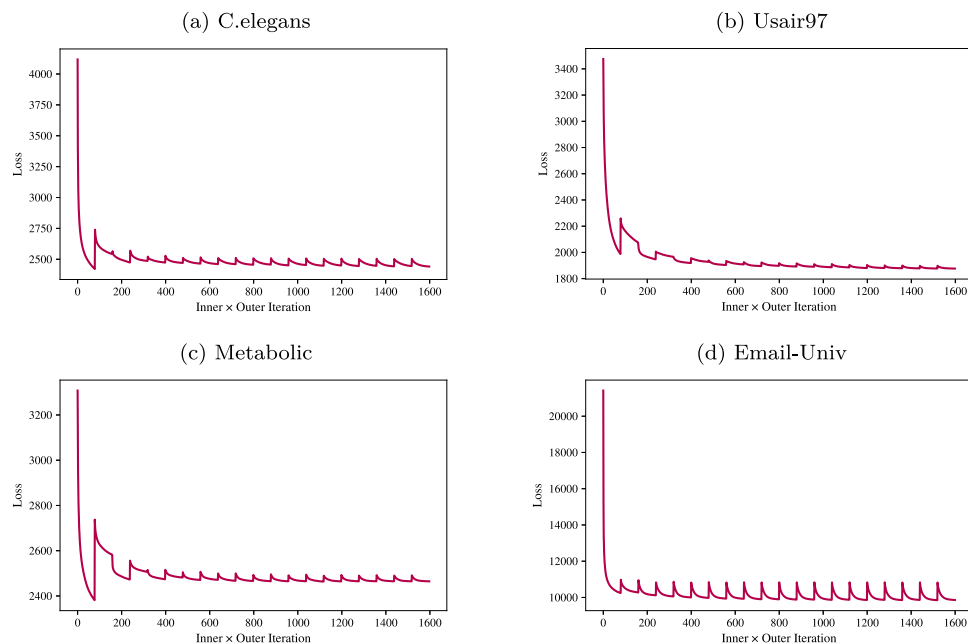 (a) C.elegans
4000
3750
3500
3250
3000
2750
2500
Loss
0 200 400 600 800 1000 1200 1400 1600
Inner × Outer Iteration
(b) Usair97
3400
3200
3000
2800
2600
2400
2200
2000
1800
Loss
0 200 400 600 800 1000 1200 1400 1600
Inner × Outer Iteration
(c) Metabolic
3200
3000
2800
2600
2400
Loss
0 200 400 600 800 1000 1200 1400 1600
Inner × Outer Iteration
(d) Email-Univ
20000
18000
16000
14000
12000
10000
Loss
0 200 400 600 800 1000 1200 1400 1600
Inner × Outer Iteration